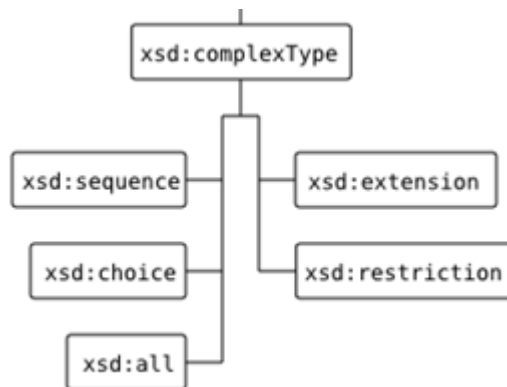 xsd:complexType
xsd:sequence
xsd:extension
xsd:choice
xsd:restriction
xsd:all